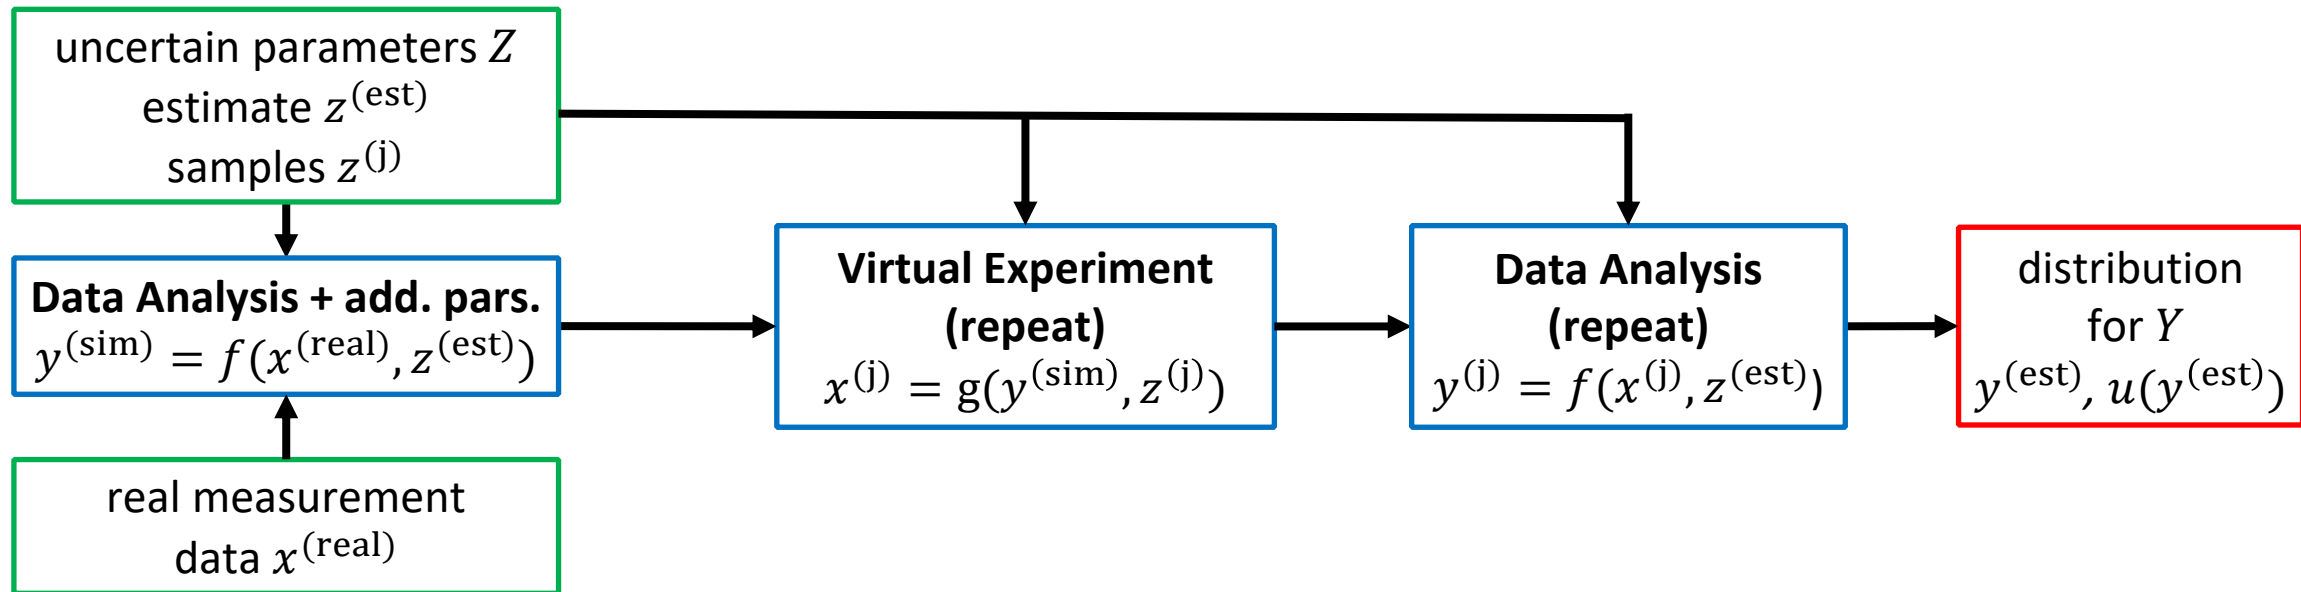 uncertain parameters Z
estimate z^(est)
samples z^(j)
Data Analysis + add. pars.
y^(sim) = f(x^(real), z^(est))
real measurement
data x^(real)
Virtual Experiment
(repeat)
x^(j) = g(y^(sim), z^(j))
Data Analysis
(repeat)
y^(j) = f(x^(j), z^(est))
distribution
for Y
y^(est), u(y^(est))